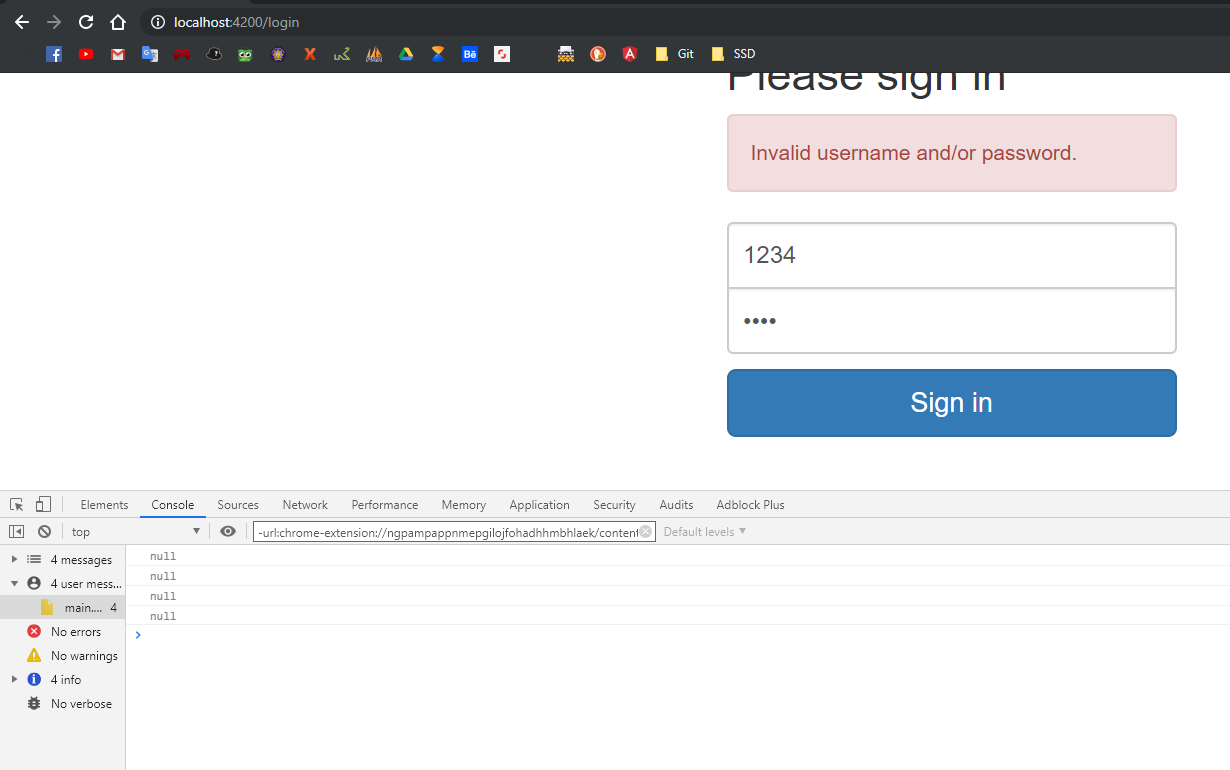 localhost:4200/login
Git SSD
Please sign in
Invalid username and/or password.
1234
••••
Sign in
Elements Console Sources Network Performance Memory Application Security Audits Adblock Plus
top -url:chrome-extension://ngpampappnmepgilojfohadhhmbhlaek/content Default levels
4 messages
4 user mess...
main.... 4
No errors
No warnings
4 info
No verbose
null
null
null
null